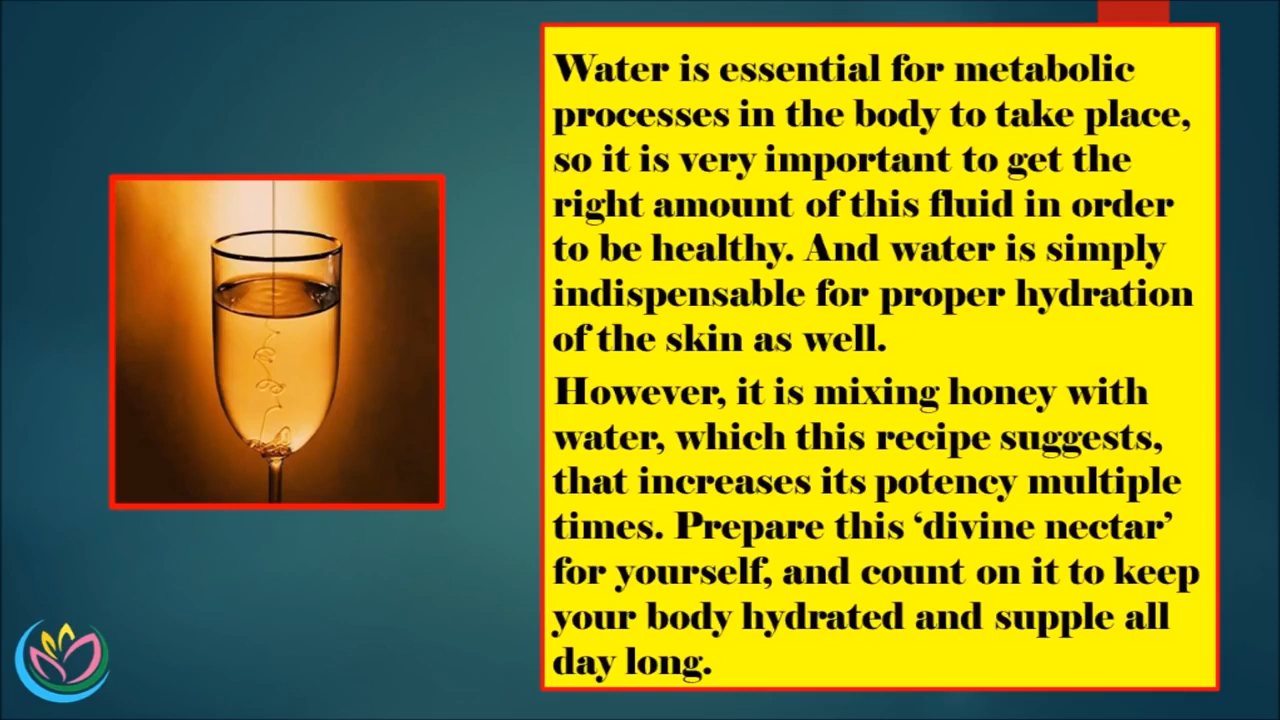 Water is essential for metabolic
processes in the body to take place,
so it is very important to get the
right amount of this fluid in order
to be healthy. And water is simply
indispensable for proper hydration
of the skin as well.
However, it is mixing honey with
water, which this recipe suggests,
that increases its potency multiple
times. Prepare this ‘divine nectar’
for yourself, and count on it to keep
your body hydrated and supple all
day long.